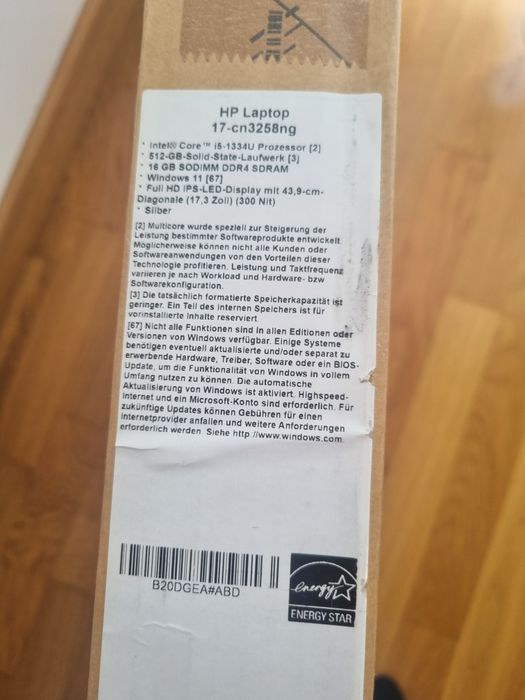 HP Laptop
17-cn3258ng
* Intel® Core™ i5-1334U Prozessor [2]
* 512-GB-Solid-State-Laufwerk [3]
* 16 GB SODIMM DDR4 SDRAM
* Windows 11 [67]
* Full HD IPS-LED-Display mit 43,9-cm-
Diagonale (17,3 Zoll) (300 Nit)
* Silber
[2] Multicore wurde speziell zur Steigerung der
Leistung bestimmter Softwareprodukte entwickelt.
Möglicherweise können nicht alle Kunden oder
Softwareanwendungen von den Vorteilen dieser
Technologie profitieren. Leistung und Taktfrequenz
variieren je nach Workload und Hardware- bzw
Softwarekonfiguration.
[3] Die tatsächlich formatierte Speicherkapazität ist
geringer. Ein Teil des internen Speichers ist für
vorinstallierte Inhalte reserviert.
[67] Nicht alle Funktionen sind in allen Editionen oder
Versionen von Windows verfügbar. Einige Systeme
benötigen eventuell aktualisierte und/oder separat zu
erwerbende Hardware, Treiber, Software oder ein BIOS-
Update, um die Funktionalität von Windows in vollem
Umfang nutzen zu können. Die automatische
Aktualisierung von Windows ist aktiviert. Highspeed-
Internet und ein Microsoft-Konto sind erforderlich. Für
zukünftige Updates können Gebühren für einen
Internetprovider anfallen und weitere Anforderungen
erforderlich werden. Siehe http://www.windows.com.
B20DGEA#ABD
energy
ENERGY STAR